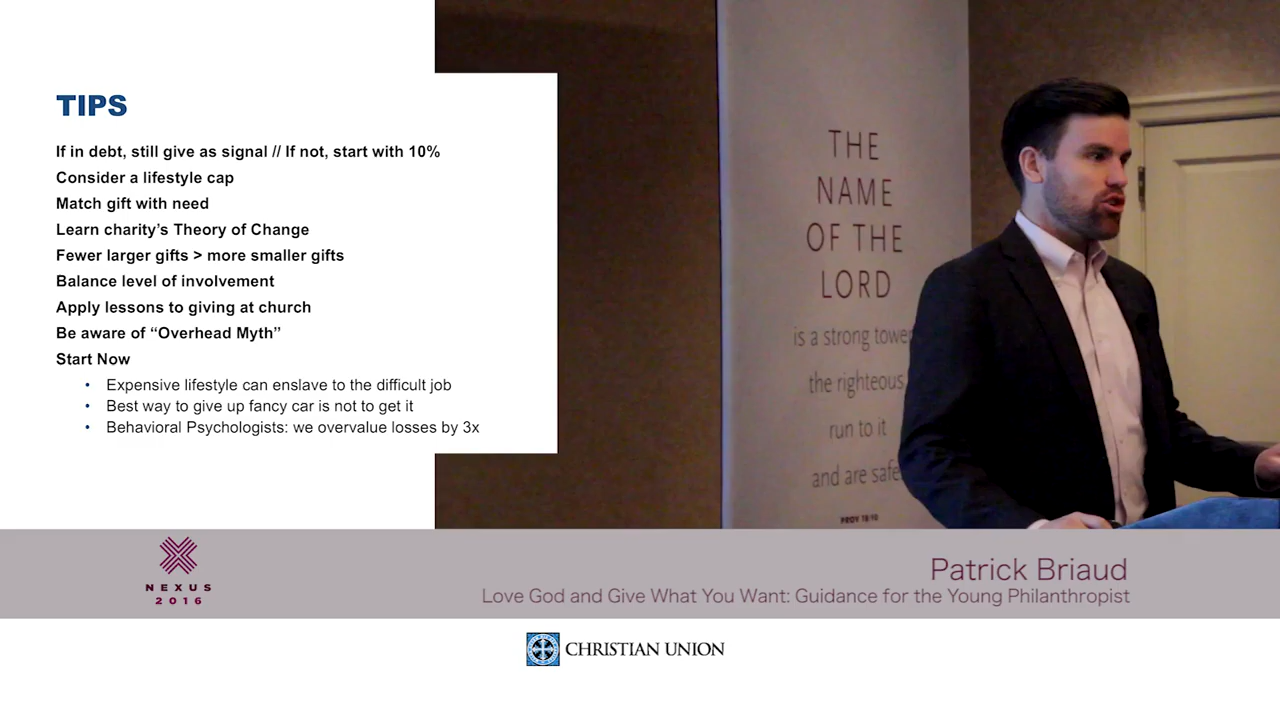 TIPS
If in debt, still give as signal // If not, start with 10%
Consider a lifestyle cap
Match gift with need
Learn charity’s Theory of Change
Fewer larger gifts > more smaller gifts
Balance level of involvement
Apply lessons to giving at church
Be aware of “Overhead Myth”
Start Now
• Expensive lifestyle can enslave to the difficult job
• Best way to give up fancy car is not to get it
• Behavioral Psychologists: we overvalue losses by 3x
THE
NAME
OF THE
LORD
is a strong tower
the righteous
run to it
and are safe
PROV 18:10
NEXUS
2016
Patrick Briaud
Love God and Give What You Want: Guidance for the Young Philanthropist
CHRISTIAN UNION